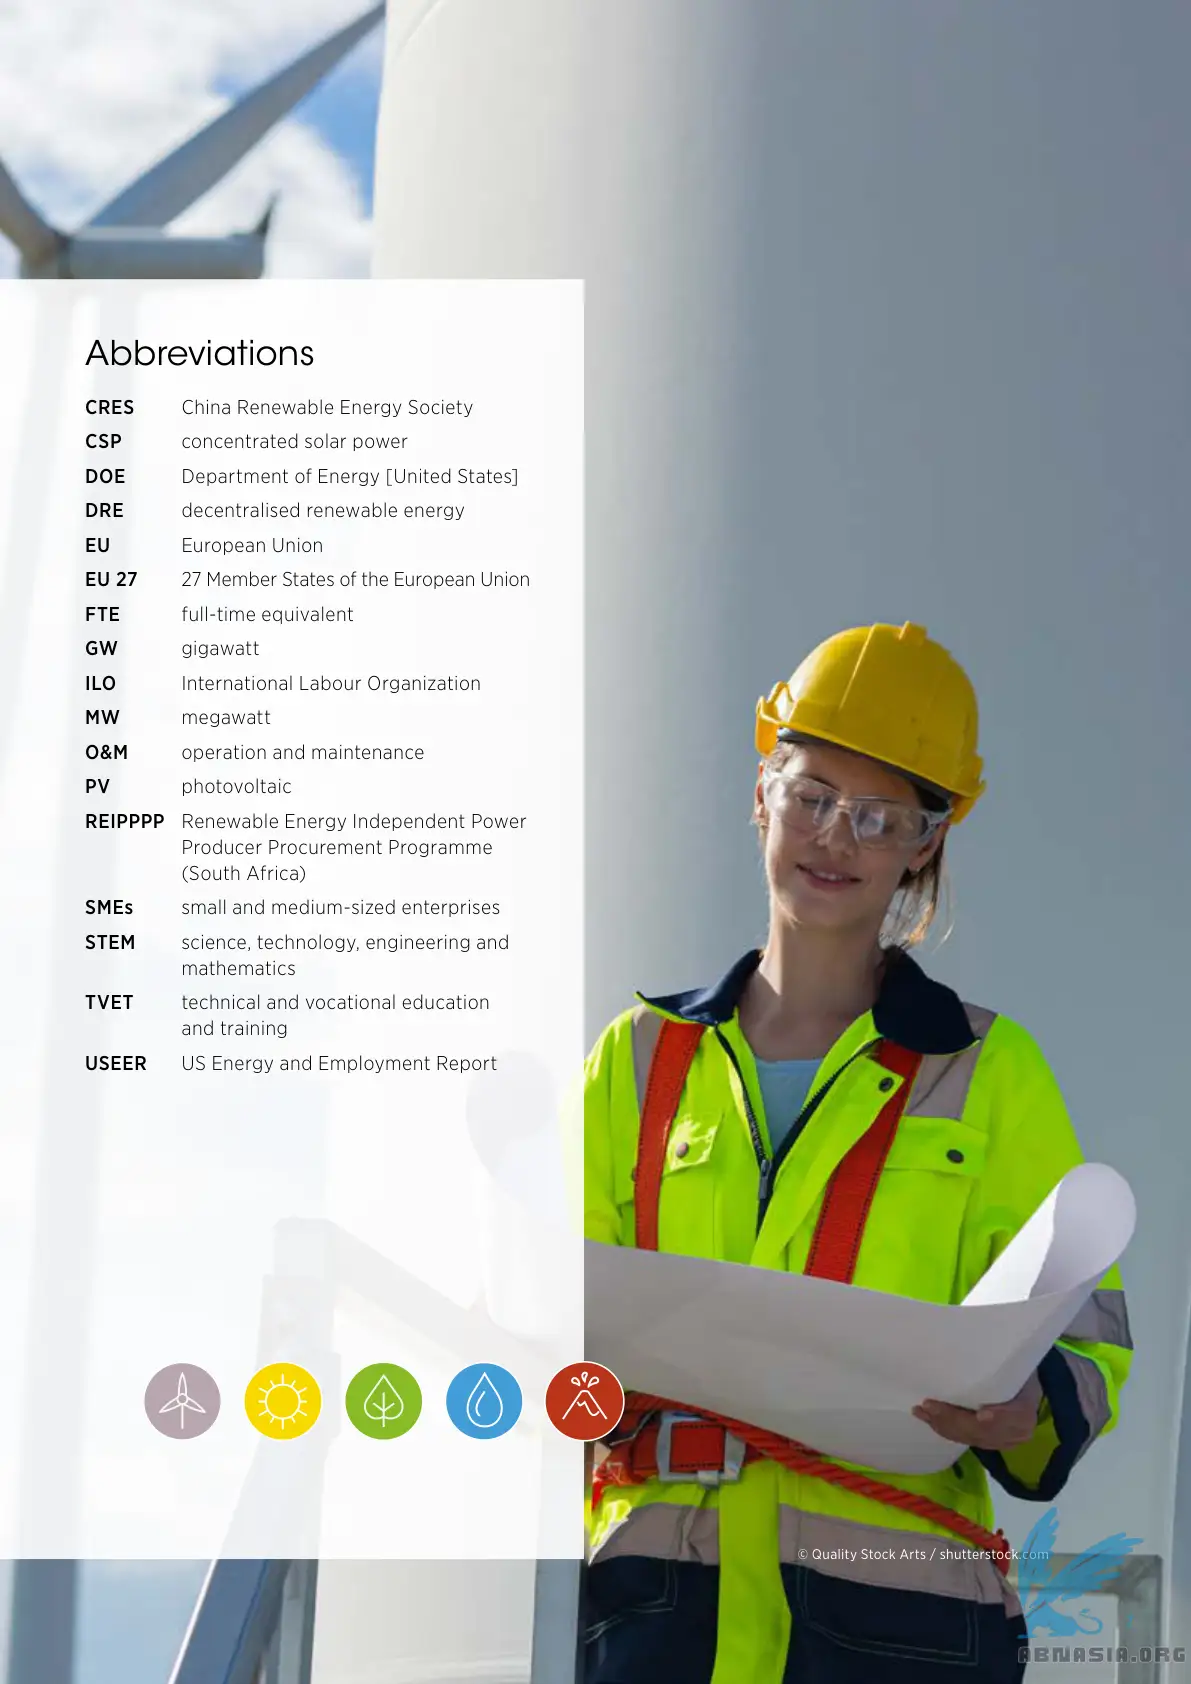 Abbreviations
CRES China Renewable Energy Society
CSP concentrated solar power
DOE Department of Energy [United States]
DRE decentralised renewable energy
EU European Union
EU 27 27 Member States of the European Union
FTE full-time equivalent
GW gigawatt
ILO International Labour Organization
MW megawatt
O&M operation and maintenance
PV photovoltaic
REIPPPP Renewable Energy Independent Power
Producer Procurement Programme
(South Africa)
SMEs small and medium-sized enterprises
STEM science, technology, engineering and
mathematics
TVET technical and vocational education
and training
USEER US Energy and Employment Report
© Quality Stock Arts / shutterstock.com
ABNASIA.ORG